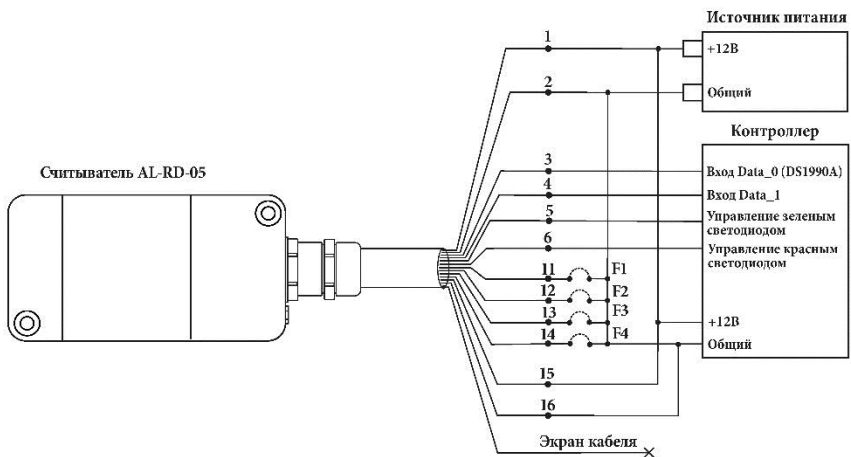 Источник питания
1
+12В
2
Общий
Контроллер
Считыватель AL-RD-05
3
Вход Data_0 (DS1990A)
4
Вход Data_1
5
Управление зеленым
светодиодом
6
Управление красным
светодиодом
11
F1
12
F2
13
F3
+12В
14
F4
Общий
15
16
Экран кабеля